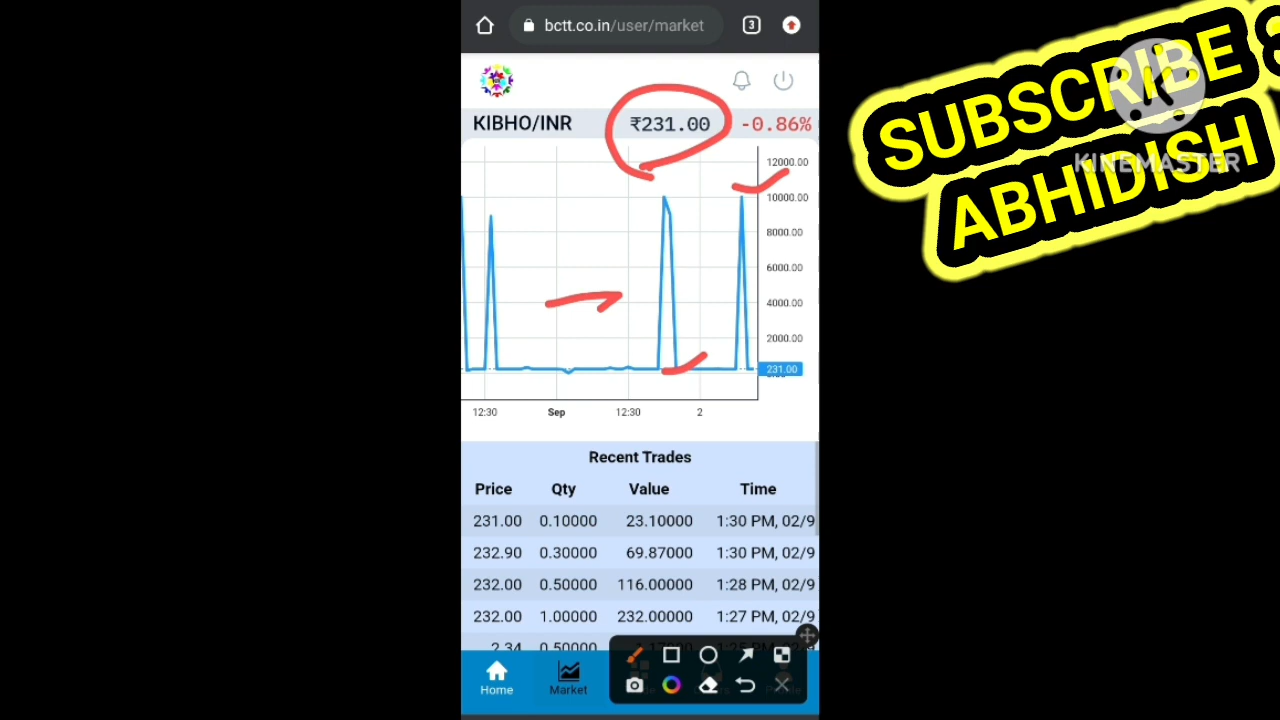 bctt.co.in/user/market
3
KIBHO/INR ₹231.00 -0.86%
12000.00
10000.00
8000.00
6000.00
4000.00
2000.00
231.00
12:30 Sep 12:30 2
Recent Trades
Price Qty Value Time
231.00 0.10000 23.10000 1:30 PM, 02/9
232.90 0.30000 69.87000 1:30 PM, 02/9
232.00 0.50000 116.00000 1:28 PM, 02/9
232.00 1.00000 232.00000 1:27 PM, 02/9
2.34 0.50000
Home Market
SUBSCRIBE
ABHIDISH
KINEMASTER